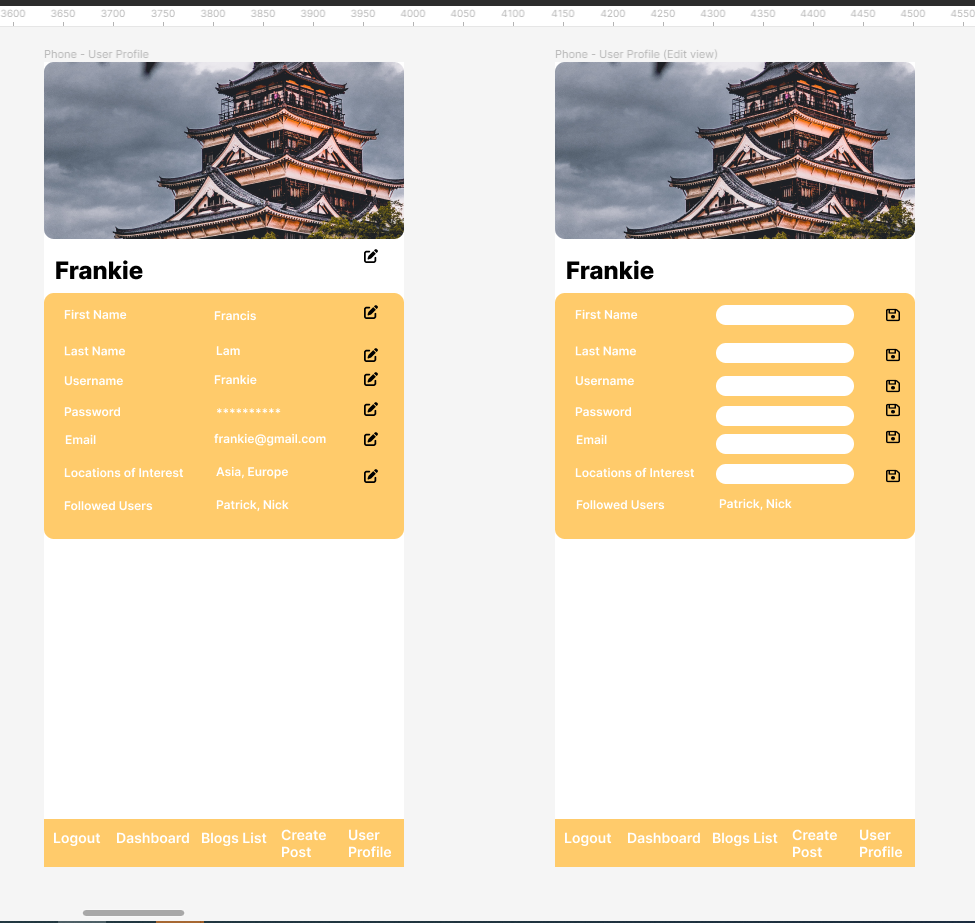 3600 3650 3700 3750 3800 3850 3900 3950 4000 4050 4100 4150 4200 4250 4300 4350 4400 4450 4500 4550
Phone - User Profile
Frankie
First Name Francis
Last Name Lam
Username Frankie
Password **********
Email frankie@gmail.com
Locations of Interest Asia, Europe
Followed Users Patrick, Nick
Logout Dashboard Blogs List Create Post User Profile
Phone - User Profile (Edit view)
Frankie
First Name
Last Name
Username
Password
Email
Locations of Interest
Followed Users Patrick, Nick
Logout Dashboard Blogs List Create Post User Profile